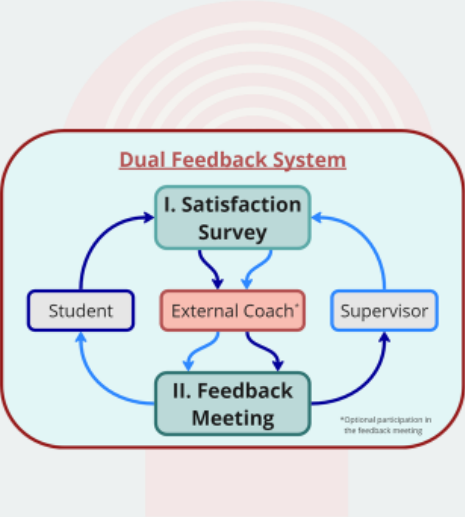 Dual Feedback System
I. Satisfaction
Survey
Student
External Coach*
Supervisor
II. Feedback
Meeting
*Optional participation in
the feedback meeting